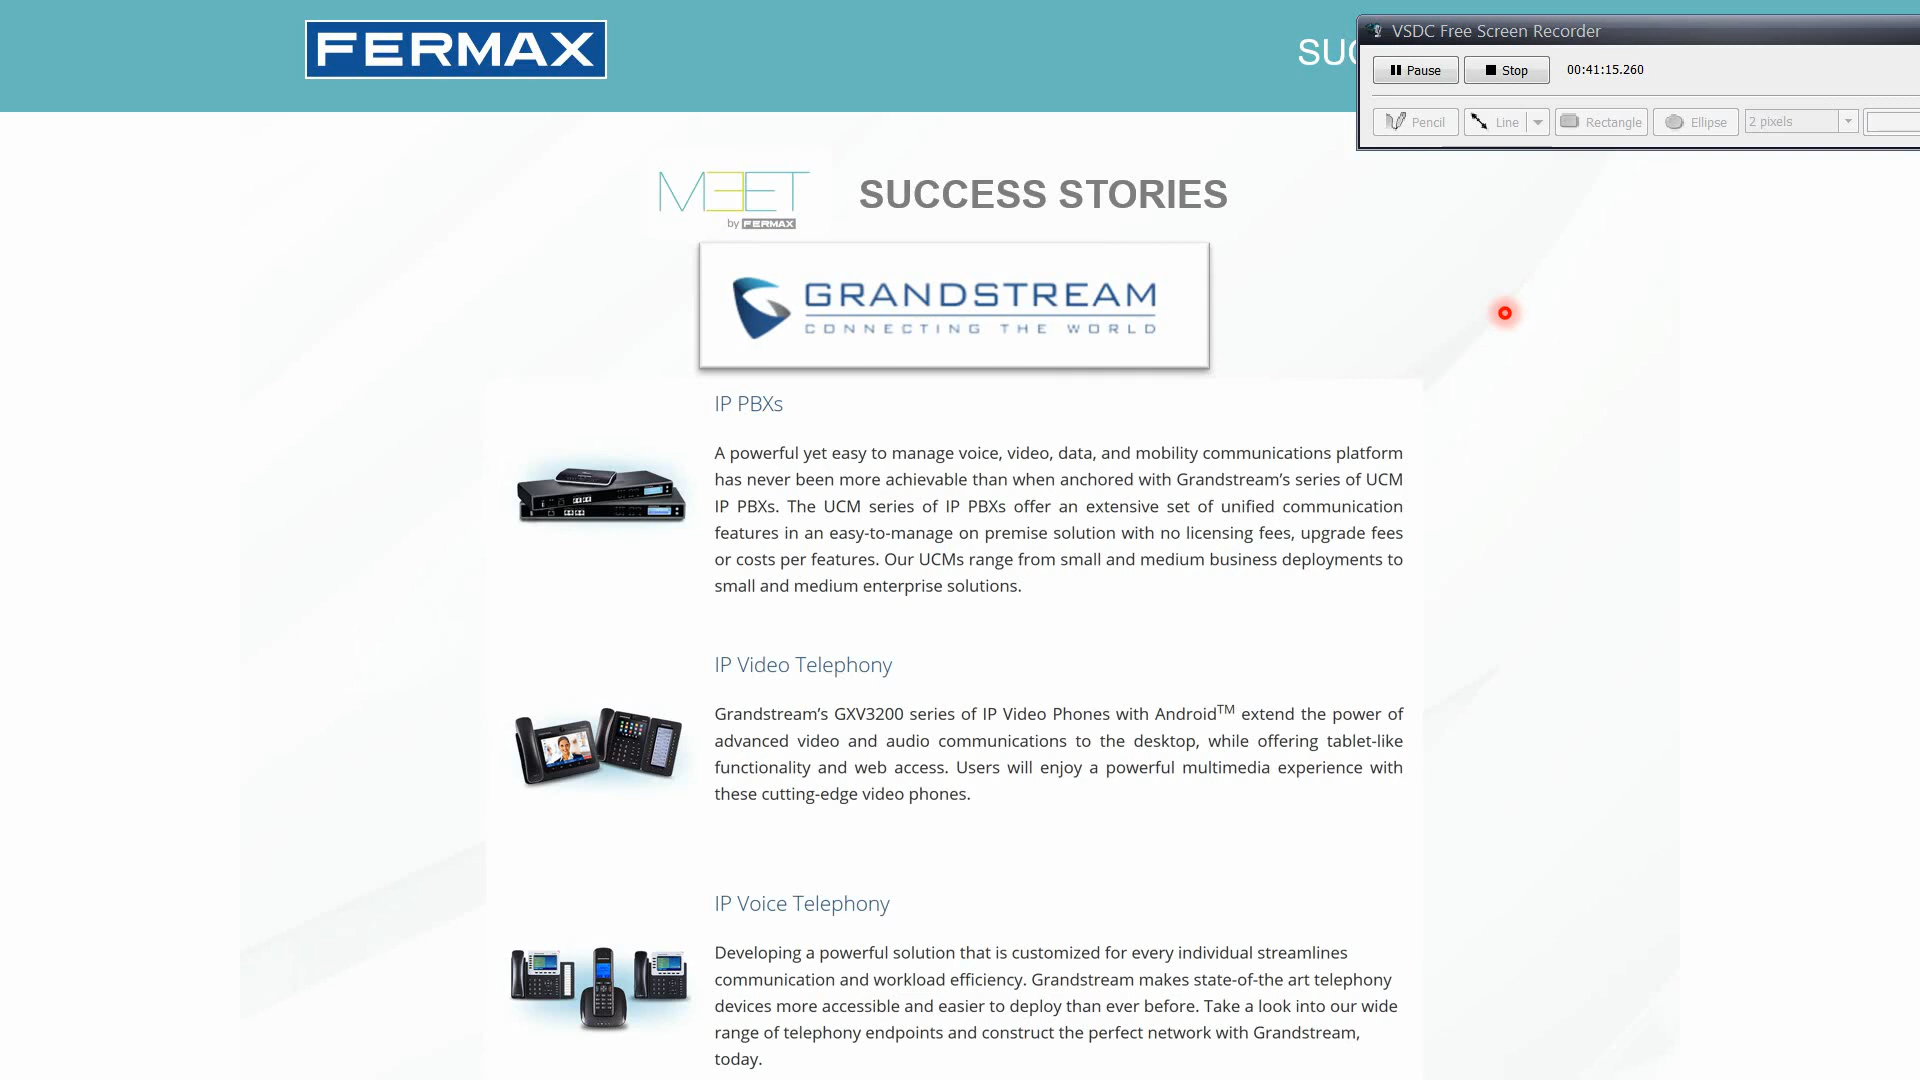 FERMAX
SUC
VSDC Free Screen Recorder
Pause
Stop
00:41:15.260
Pencil
Line
Rectangle
Ellipse
2 pixels
MEET
by FERMAX
SUCCESS STORIES
GRANDSTREAM
CONNECTING THE WORLD
IP PBXs
A powerful yet easy to manage voice, video, data, and mobility communications platform
has never been more achievable than when anchored with Grandstream’s series of UCM
IP PBXs. The UCM series of IP PBXs offer an extensive set of unified communication
features in an easy-to-manage on premise solution with no licensing fees, upgrade fees
or costs per features. Our UCMs range from small and medium business deployments to
small and medium enterprise solutions.
IP Video Telephony
Grandstream’s GXV3200 series of IP Video Phones with Android™ extend the power of
advanced video and audio communications to the desktop, while offering tablet-like
functionality and web access. Users will enjoy a powerful multimedia experience with
these cutting-edge video phones.
IP Voice Telephony
Developing a powerful solution that is customized for every individual streamlines
communication and workload efficiency. Grandstream makes state-of-the art telephony
devices more accessible and easier to deploy than ever before. Take a look into our wide
range of telephony endpoints and construct the perfect network with Grandstream,
today.